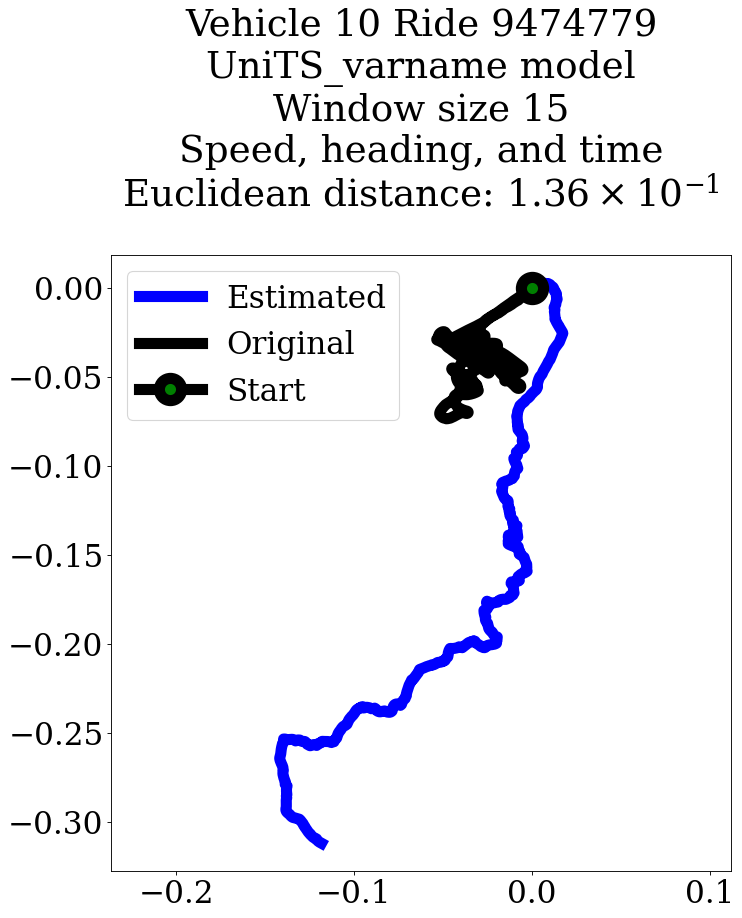 Vehicle 10 Ride 9474779
UniTS_varname model
Window size 15
Speed, heading, and time
Euclidean distance: 1.36 × 10⁻¹
Estimated
Original
Start
0.00
−0.05
−0.10
−0.15
−0.20
−0.25
−0.30
−0.2
−0.1
0.0
0.1